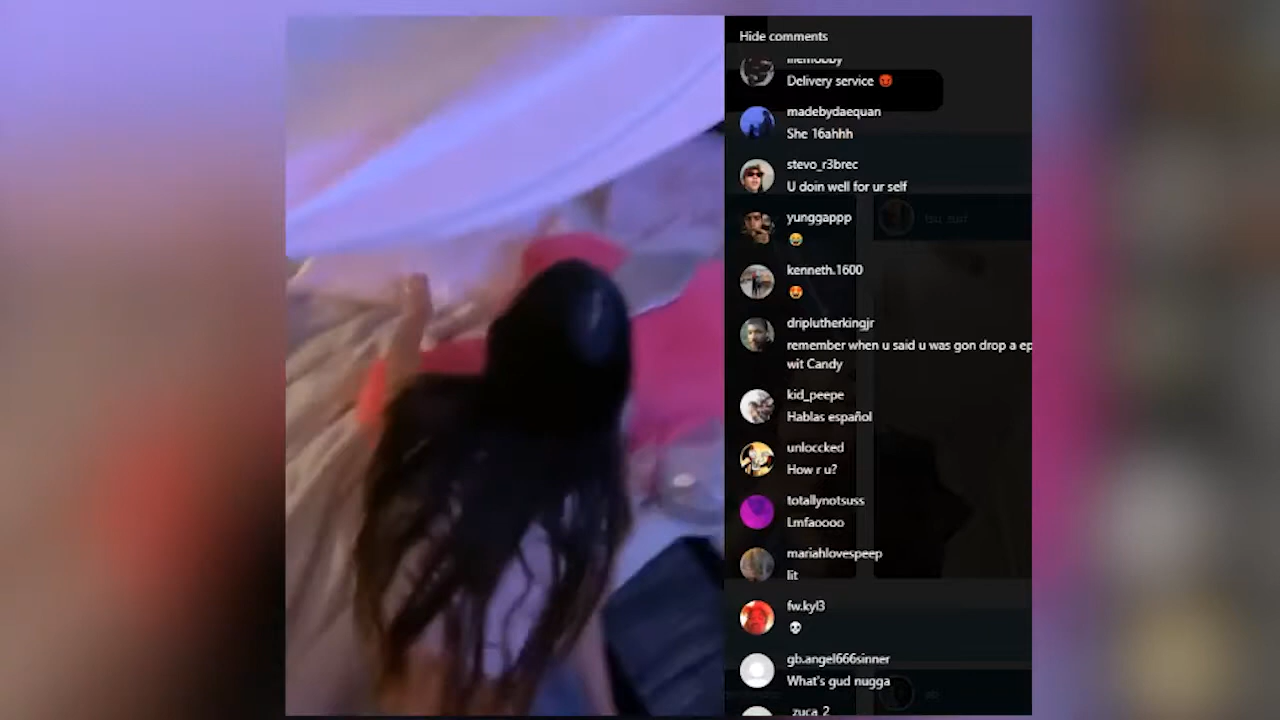 Hide comments
Delivery service
madebydaequan
She 16ahhh
stevo_r3brec
U doin well for ur self
yunggappp
kenneth.1600
driplutherkingjr
remember when u said u was gon drop a ep
wit Candy
kid_peepe
Hablas español
unloccked
How r u?
totallynotsuss
Lmfaoooo
mariahlovespeep
lit
fw.kyl3
gb.angel666sinner
What's gud nugga
zuca_2